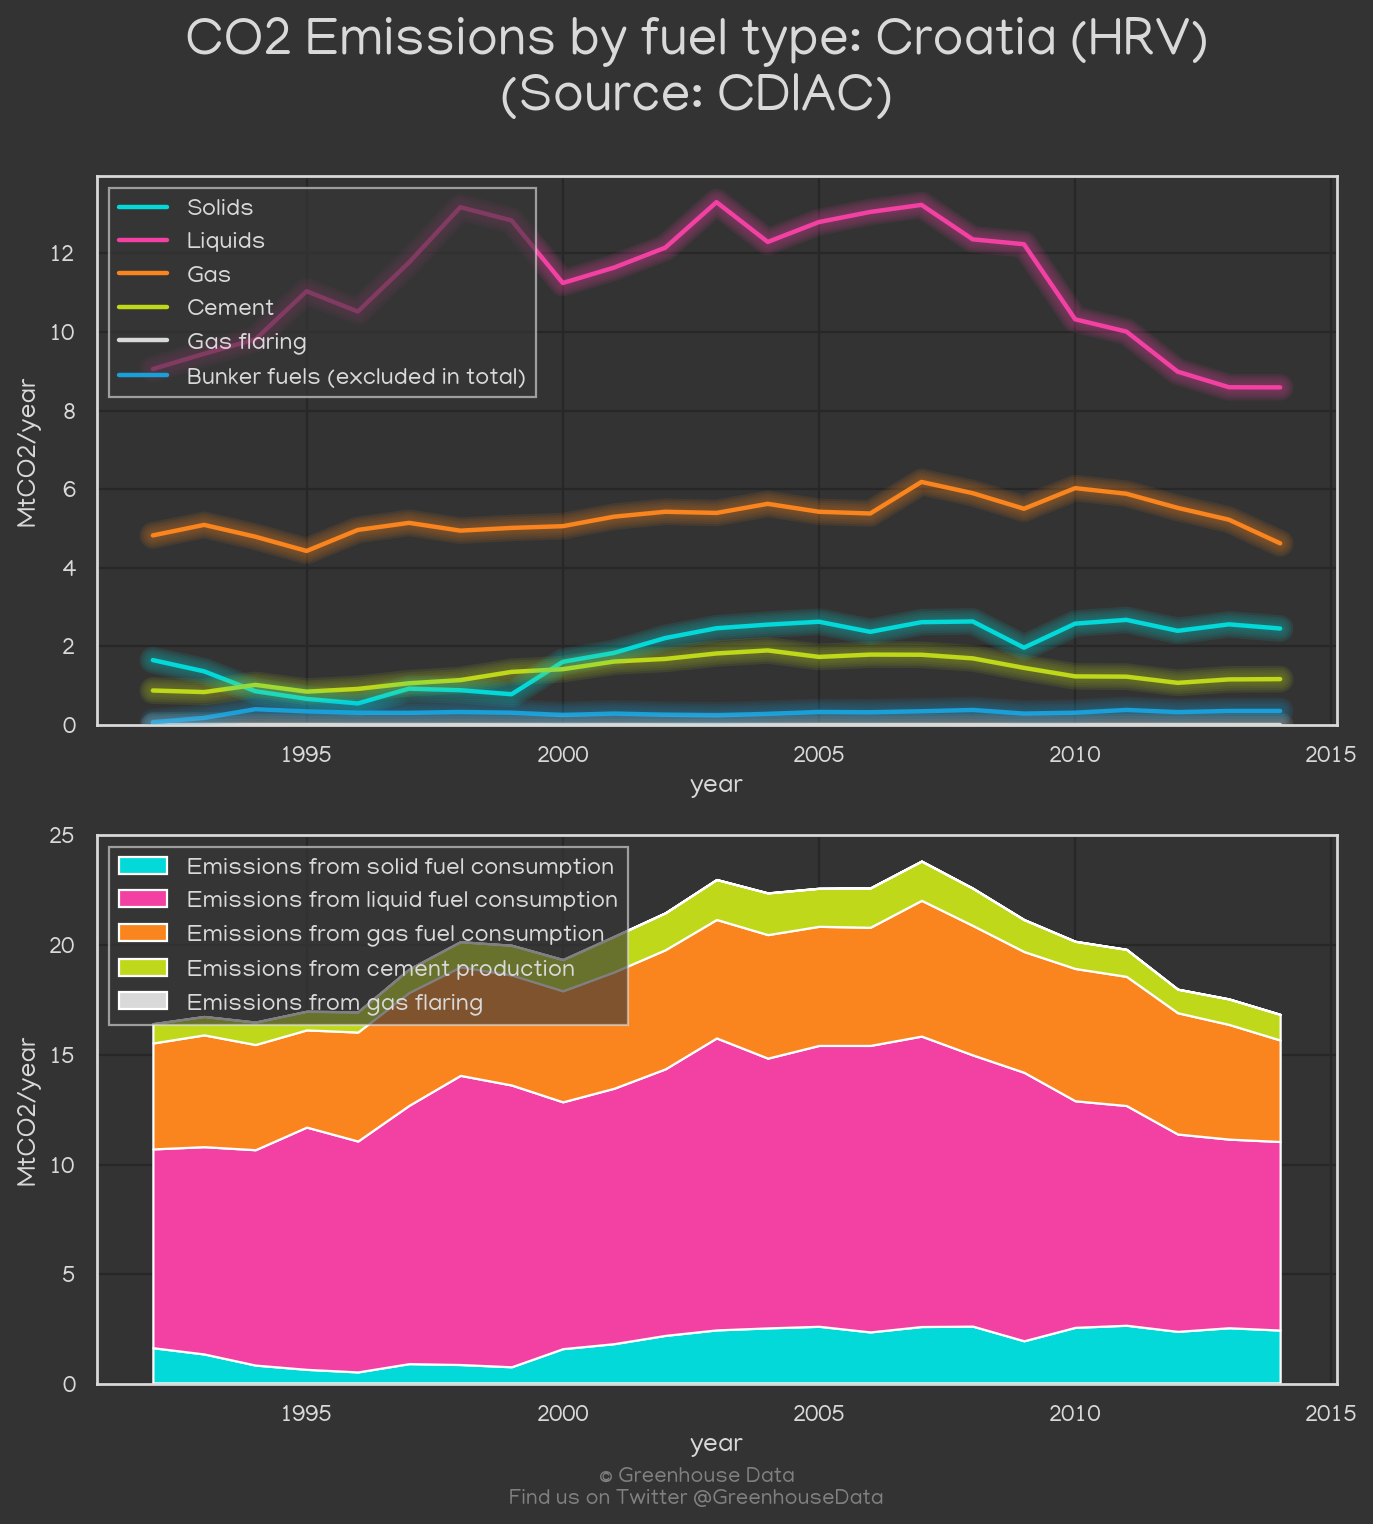 CO2 Emissions by fuel type: Croatia (HRV)
(Source: CDIAC)
Solids
Liquids
Gas
Cement
Gas flaring
Bunker fuels (excluded in total)
MtCO2/year
12
10
8
6
4
2
0
1995
2000
2005
2010
2015
year
Emissions from solid fuel consumption
Emissions from liquid fuel consumption
Emissions from gas fuel consumption
Emissions from cement production
Emissions from gas flaring
MtCO2/year
25
20
15
10
5
0
1995
2000
2005
2010
2015
year
© Greenhouse Data
Find us on Twitter @GreenhouseData